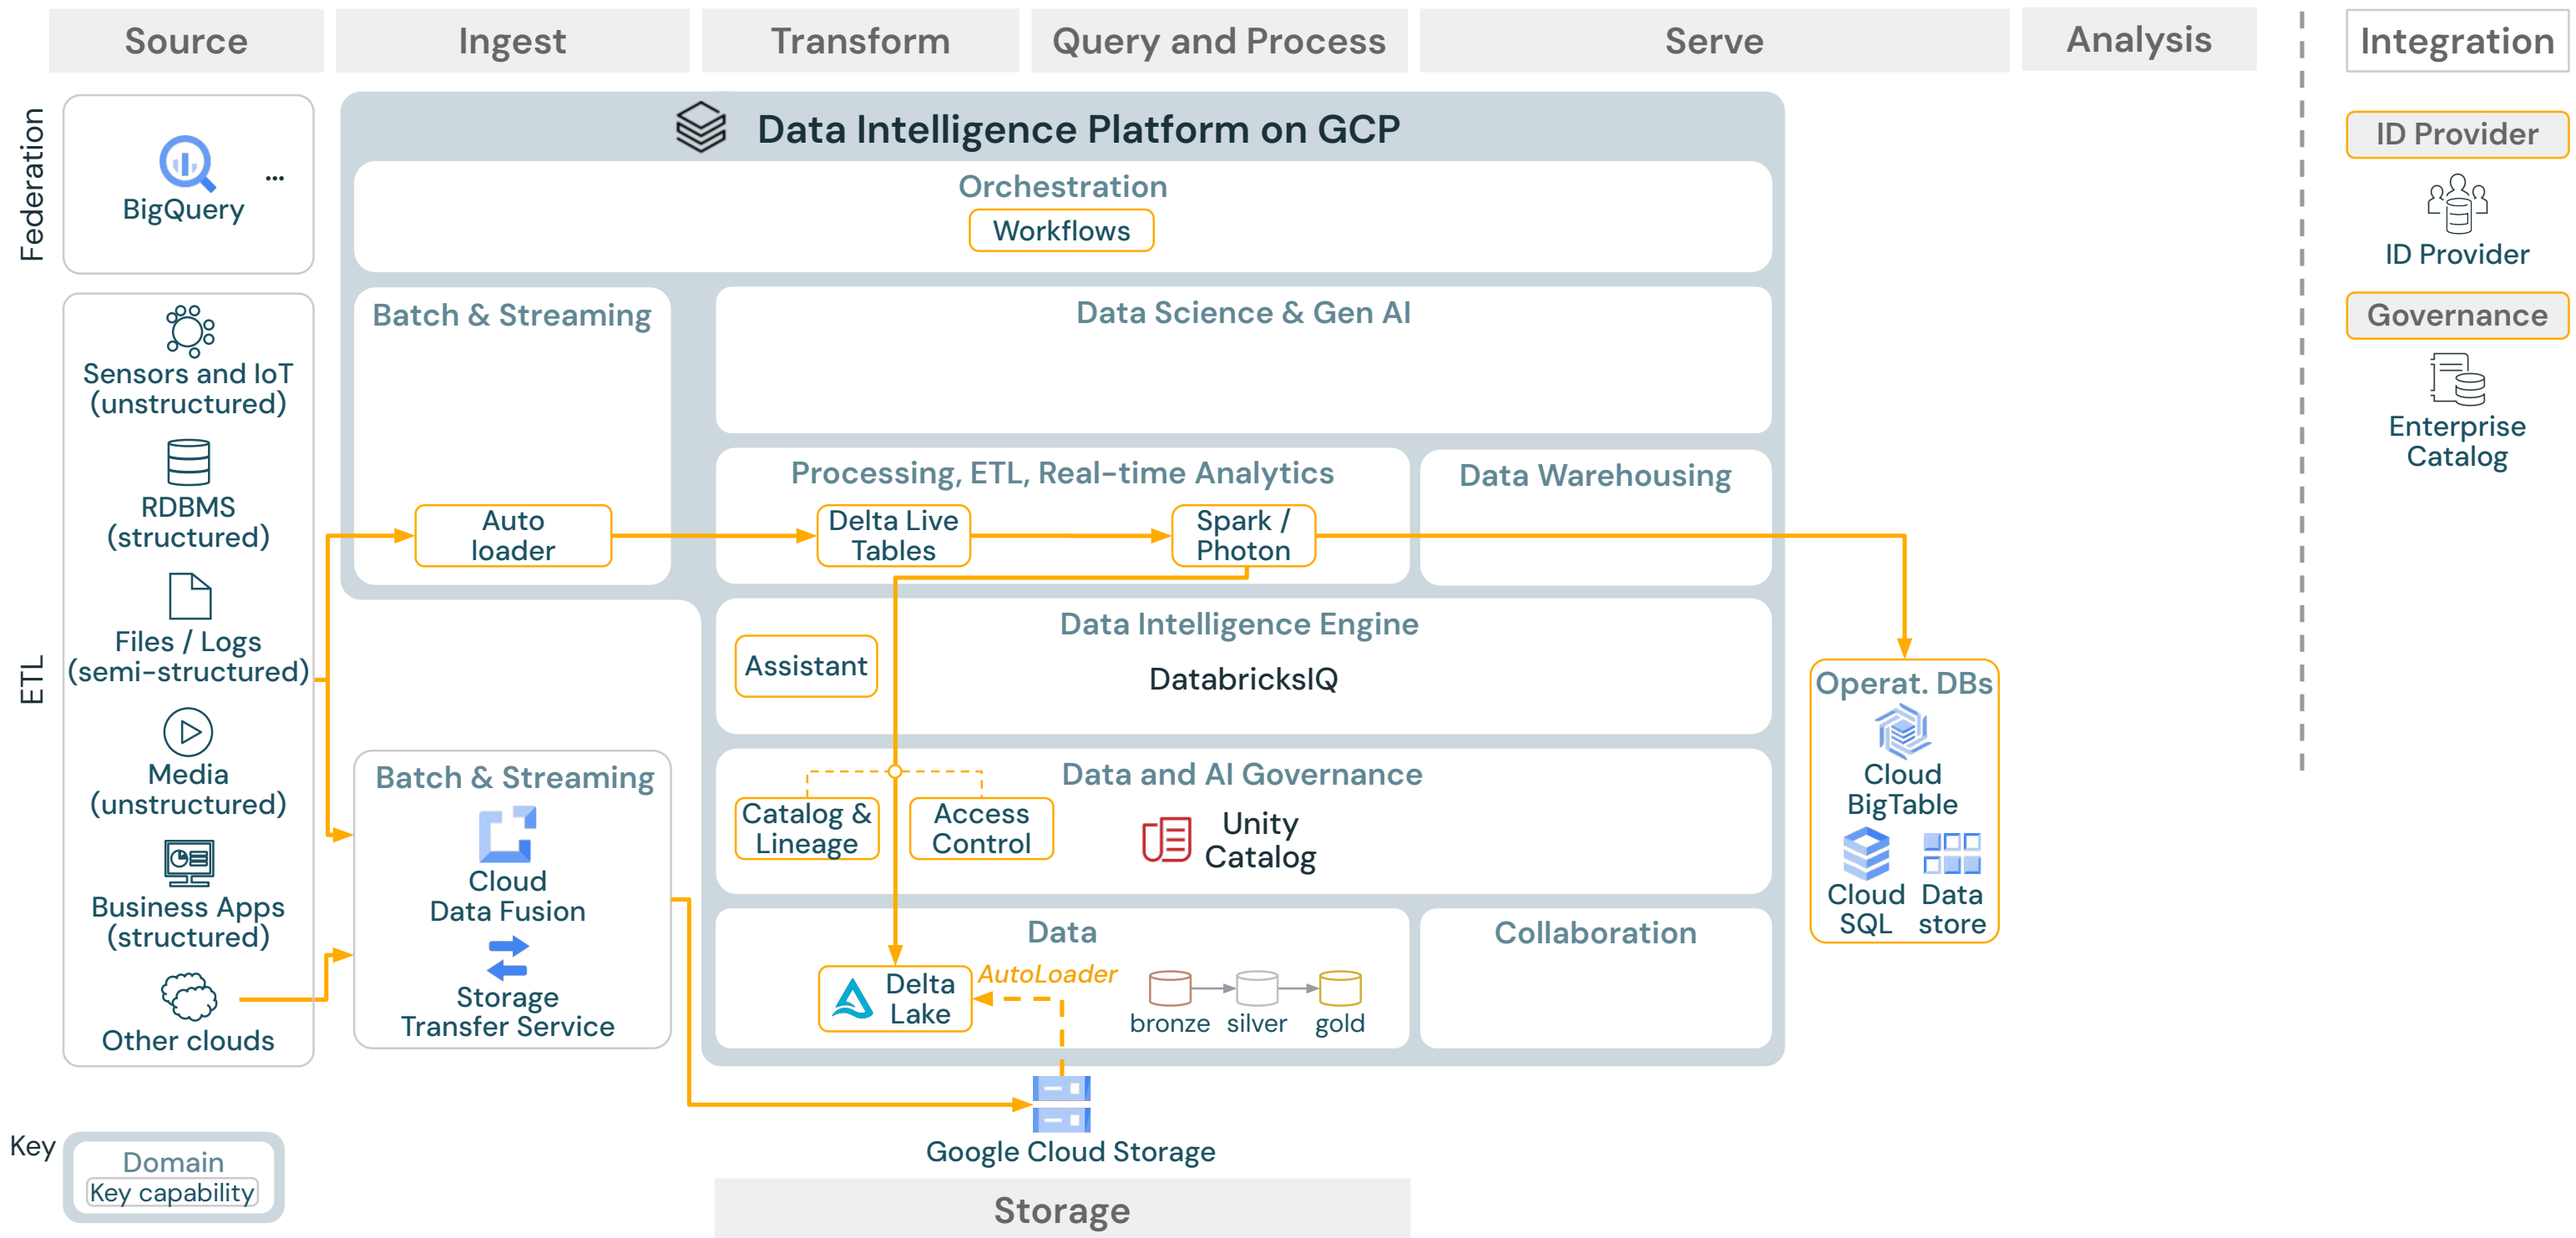 Source
Ingest
Transform
Query and Process
Serve
Analysis
Integration
Federation
BigQuery
...
ETL
Sensors and IoT
(unstructured)
RDBMS
(structured)
Files / Logs
(semi-structured)
Media
(unstructured)
Business Apps
(structured)
Other clouds
Data Intelligence Platform on GCP
Orchestration
Workflows
Batch & Streaming
Auto
loader
Data Science & Gen AI
Processing, ETL, Real-time Analytics
Delta Live
Tables
Spark /
Photon
Data Warehousing
Data Intelligence Engine
Assistant
DatabricksIQ
Batch & Streaming
Cloud
Data Fusion
Storage
Transfer Service
Data and AI Governance
Catalog &
Lineage
Access
Control
Unity
Catalog
Data
Delta
Lake
AutoLoader
bronze
silver
gold
Collaboration
Google Cloud Storage
Storage
Operat. DBs
Cloud
BigTable
Cloud
SQL
Data
store
ID Provider
ID Provider
Governance
Enterprise
Catalog
Key
Domain
Key capability